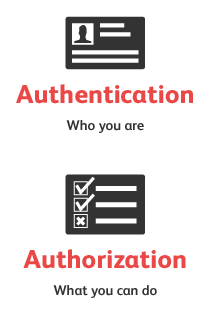 Authentication
Who you are
Authorization
What you can do